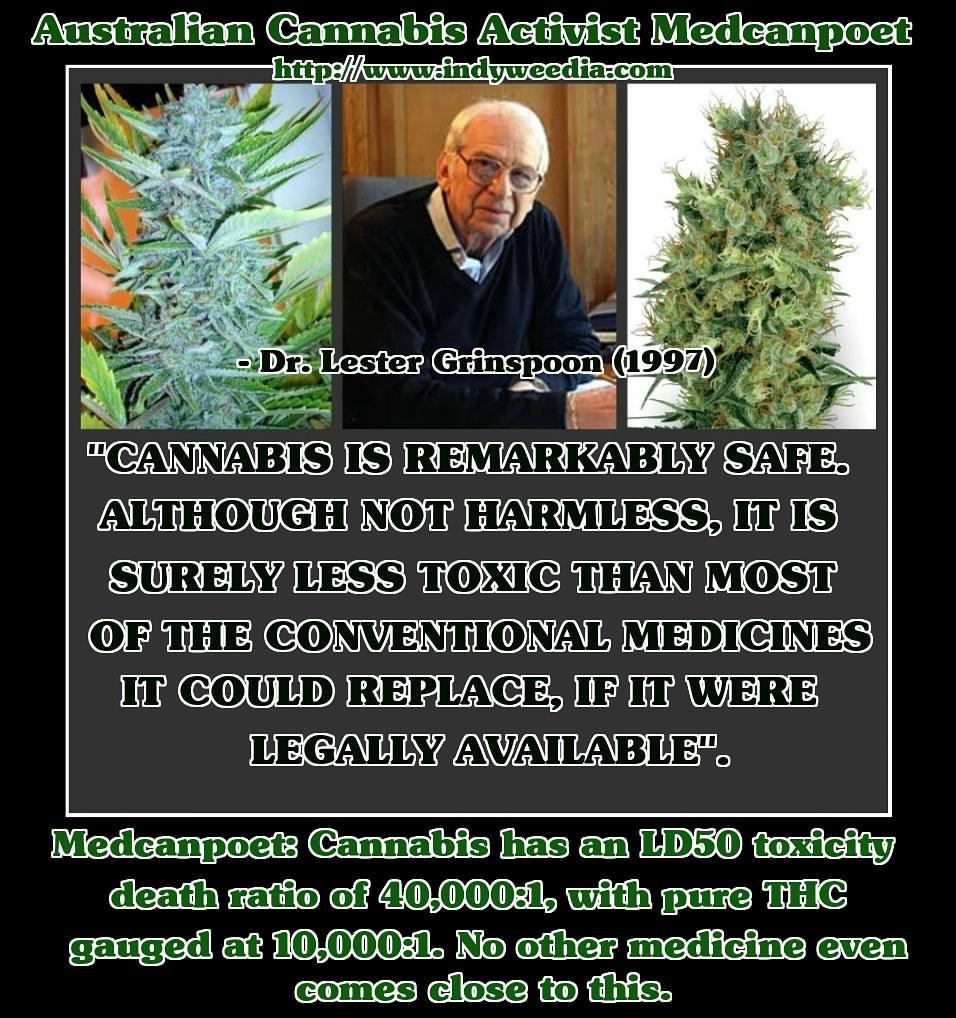 Australian Cannabis Activist Medcanpoet
http://www.indyweedia.com
- Dr. Lester Grinspoon (1997)
"CANNABIS IS REMARKABLY SAFE.
ALTHOUGH NOT HARMLESS, IT IS
SURELY LESS TOXIC THAN MOST
OF THE CONVENTIONAL MEDICINES
IT COULD REPLACE, IF IT WERE
LEGALLY AVAILABLE".
Medcanpoet: Cannabis has an LD50 toxicity
death ratio of 40,000:1, with pure THC
gauged at 10,000:1. No other medicine even
comes close to this.